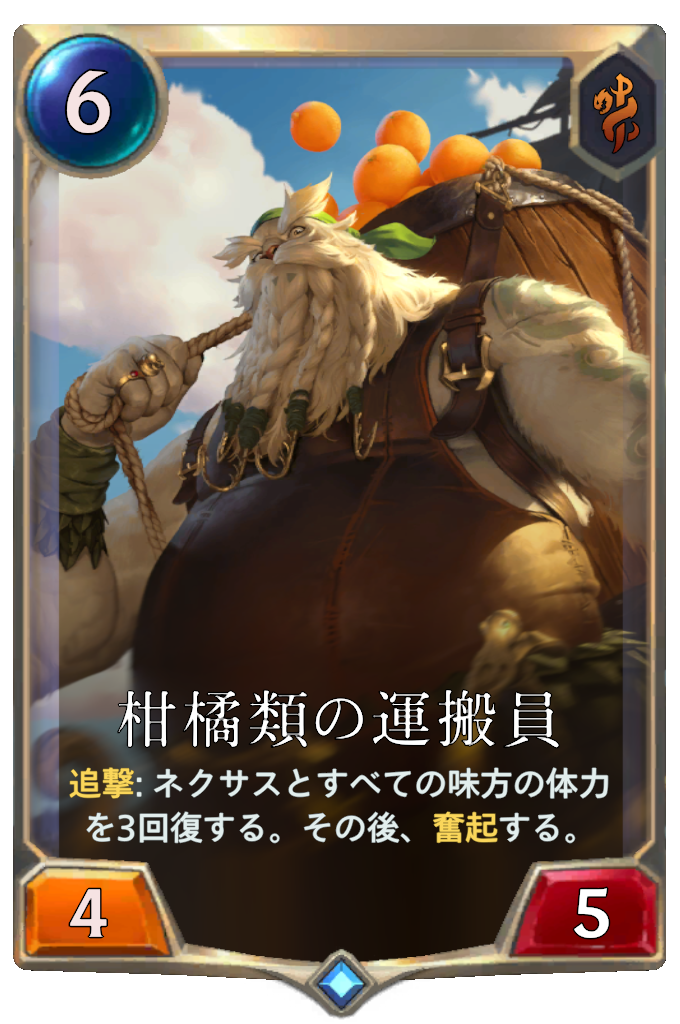 6
柑橘類の運搬員
追撃: ネクサスとすべての味方の体力
を3回復する。その後、奮起する。
4
5